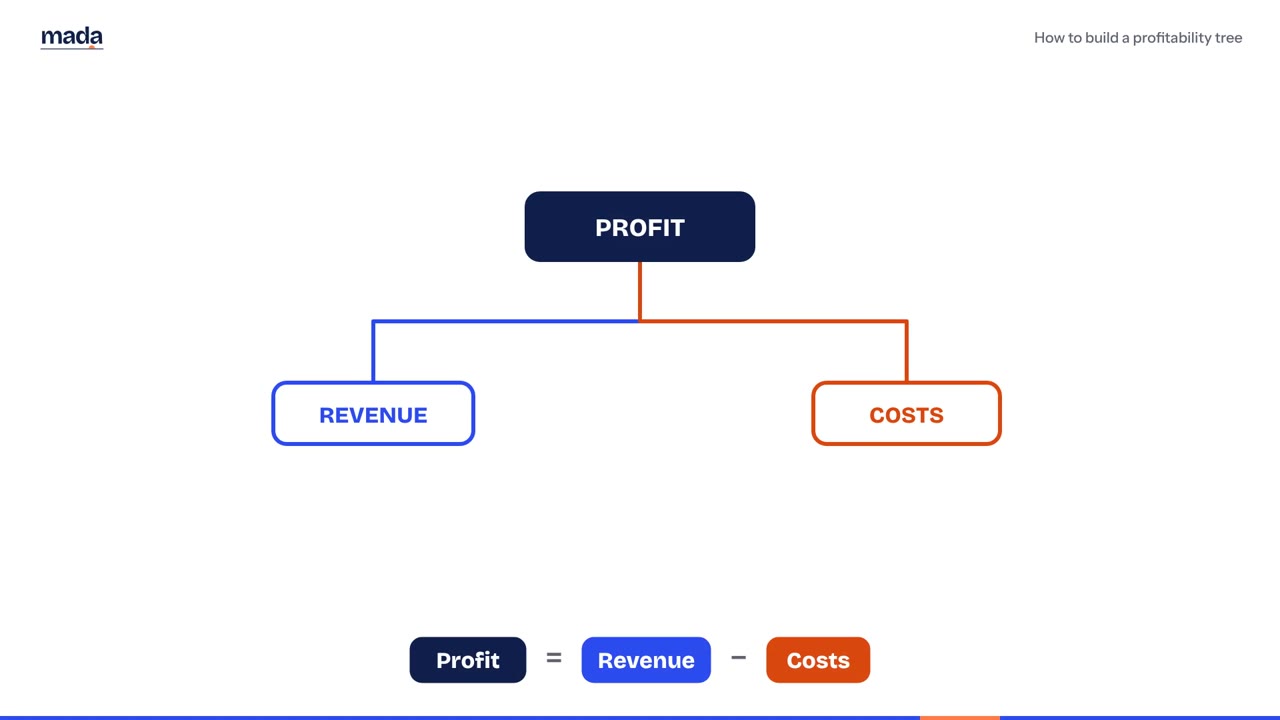 mada
How to build a profitability tree
PROFIT
REVENUE
COSTS
Profit = Revenue − Costs